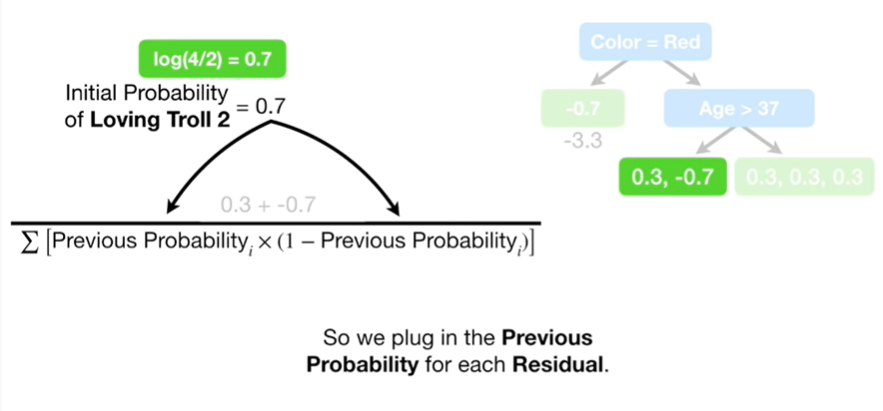 log(4/2) = 0.7
Initial Probability
of Loving Troll 2 = 0.7
0.3 + -0.7
∑ [Previous Probabilityᵢ × (1 – Previous Probabilityᵢ)]
Color = Red
-0.7
Age > 37
-3.3
0.3, -0.7
0.3, 0.3, 0.3
So we plug in the Previous
Probability for each Residual.